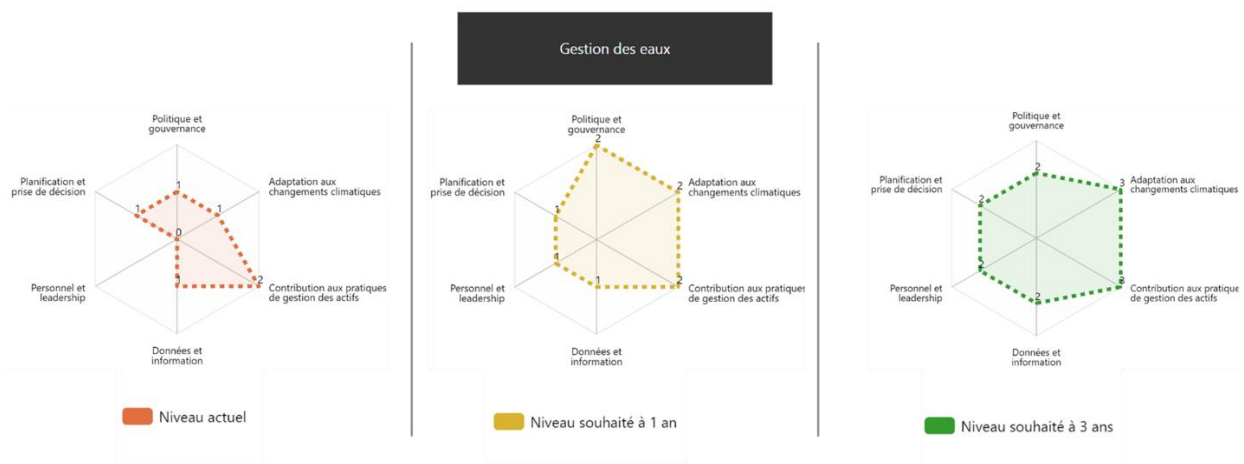 Gestion des eaux
Politique et
gouvernance
1
Planification et
prise de décision
1
Adaptation aux
changements climatiques
1
0
Personnel et
leadership
2
Contribution aux pratiques
de gestion des actifs
1
Données et
information
Niveau actuel
Politique et
gouvernance
2
Planification et
prise de décision
1
Adaptation aux
changements climatiques
2
Personnel et
leadership
1
Contribution aux pratiques
de gestion des actifs
2
1
Données et
information
Niveau souhaité à 1 an
Politique et
gouvernance
2
Planification et
prise de décision
2
Adaptation aux
changements climatiques
3
Personnel et
leadership
2
Contribution aux pratiques
de gestion des actifs
3
2
Données et
information
Niveau souhaité à 3 ans